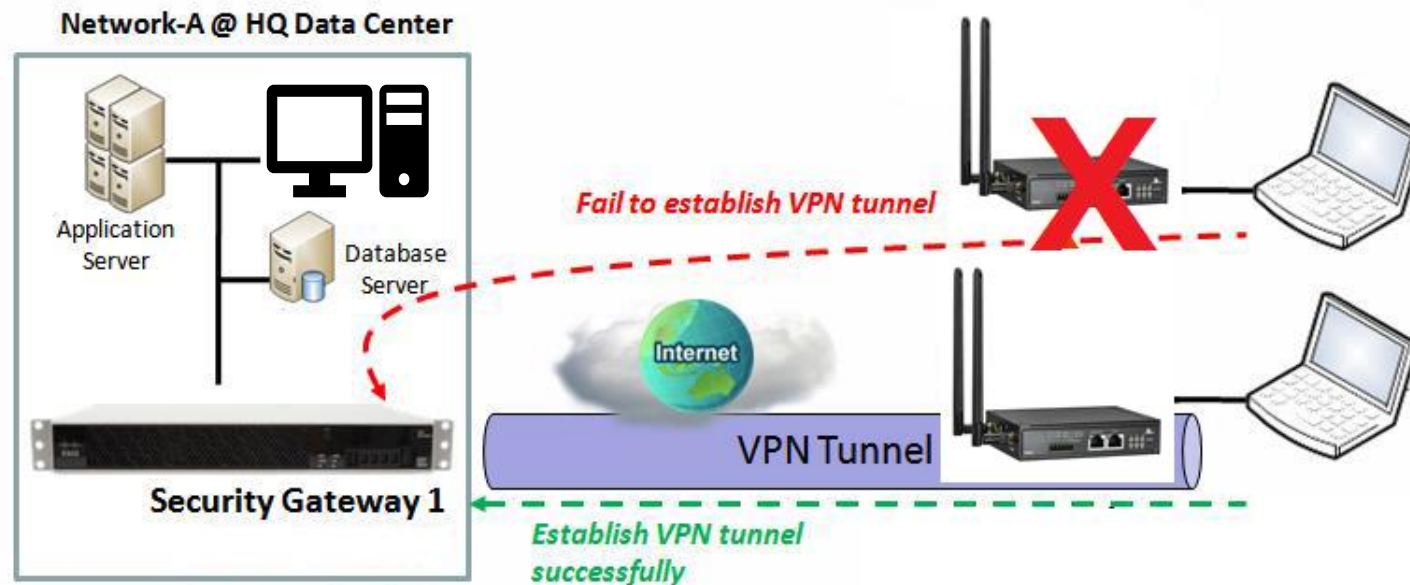 Network-A @ HQ Data Center
Application
Server
Database
Server
Fail to establish VPN tunnel
Internet
VPN Tunnel
Security Gateway 1
Establish VPN tunnel
successfully